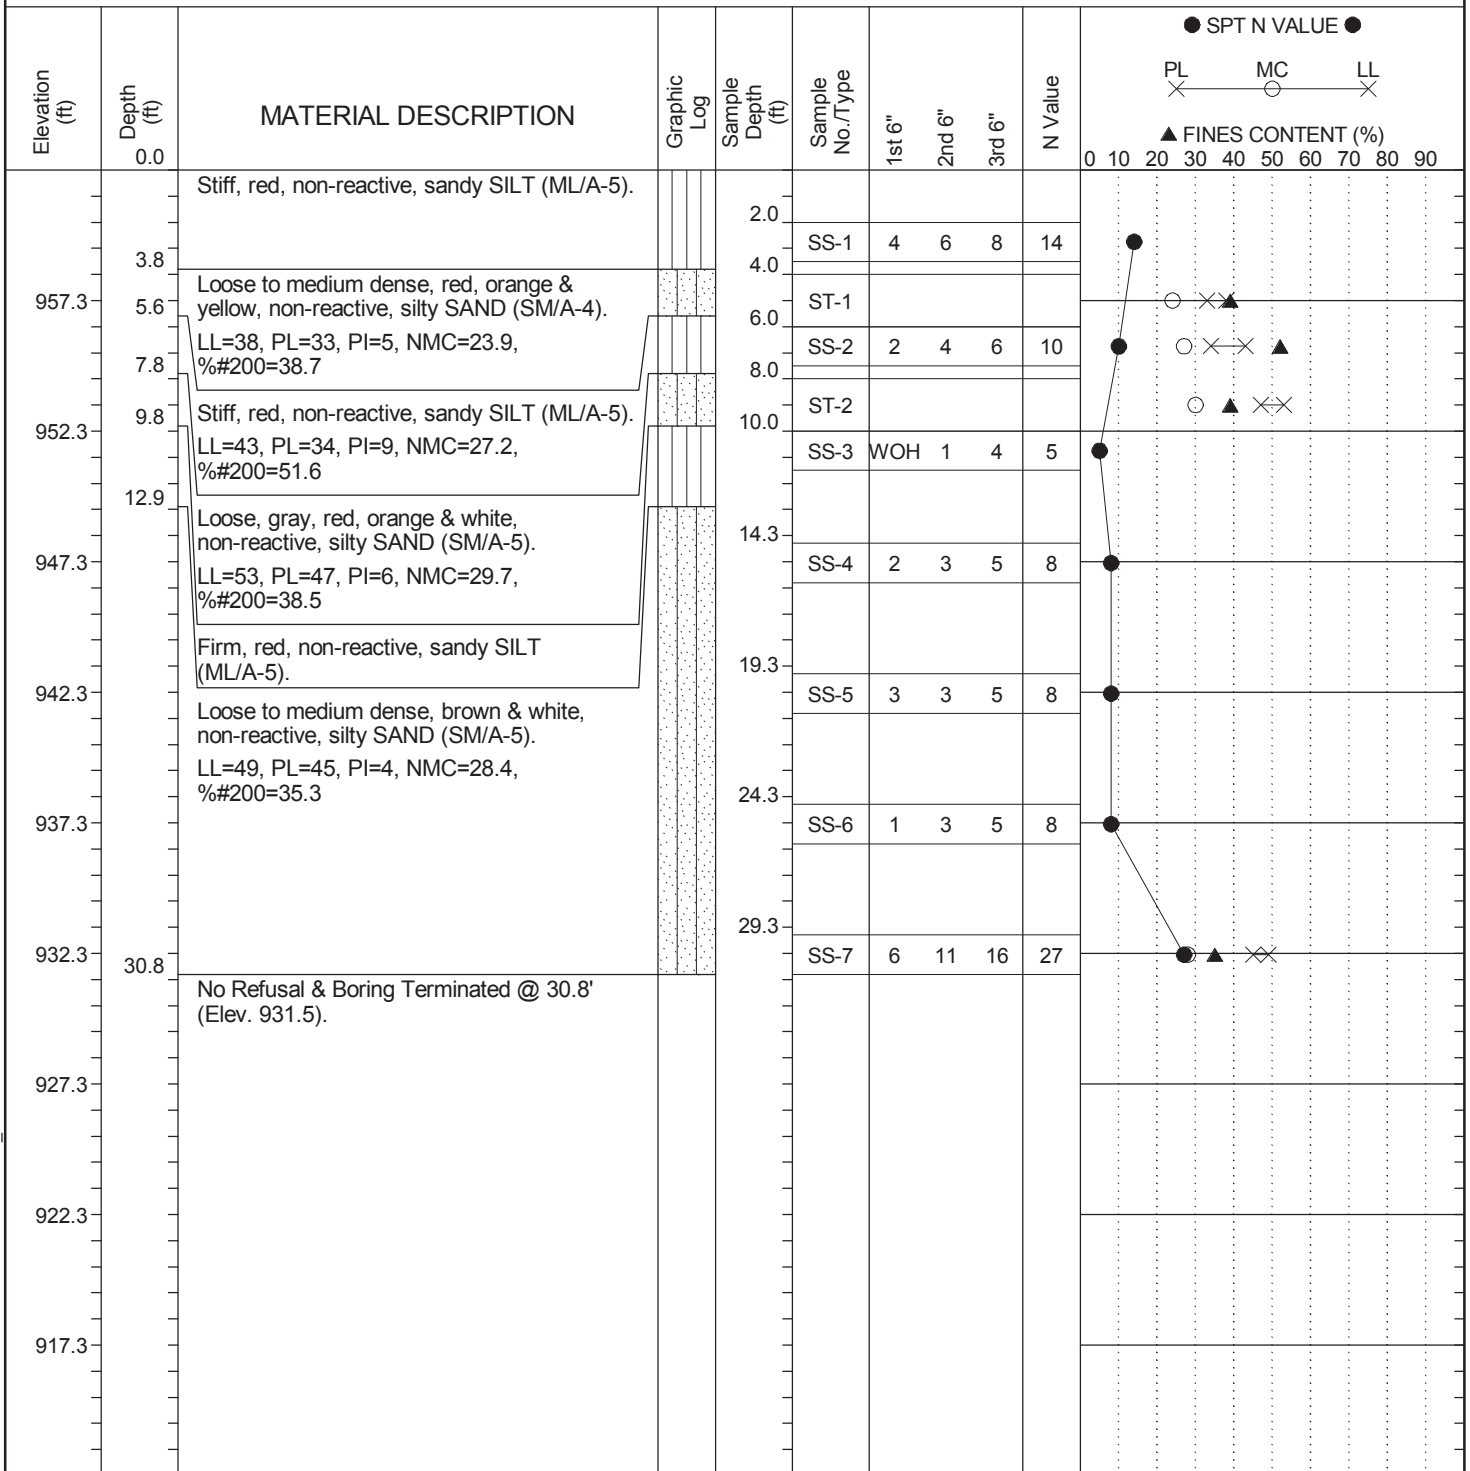 ● SPT N VALUE ●
PL MC LL
▲ FINES CONTENT (%)
Elevation (ft)
Depth (ft)
0.0
MATERIAL DESCRIPTION
Graphic Log
Sample Depth (ft)
Sample No./Type
1st 6"
2nd 6"
3rd 6"
N Value
0 10 20 30 40 50 60 70 80 90
Stiff, red, non-reactive, sandy SILT (ML/A-5).
2.0
SS-1 4 6 8 14
3.8
4.0
Loose to medium dense, red, orange &
yellow, non-reactive, silty SAND (SM/A-4).
957.3
5.6
ST-1
6.0
LL=38, PL=33, PI=5, NMC=23.9,
%#200=38.7
SS-2 2 4 6 10
7.8
8.0
Stiff, red, non-reactive, sandy SILT (ML/A-5).
ST-2
9.8
10.0
952.3
LL=43, PL=34, PI=9, NMC=27.2,
%#200=51.6
SS-3 WOH 1 4 5
12.9
Loose, gray, red, orange & white,
non-reactive, silty SAND (SM/A-5).
14.3
947.3
SS-4 2 3 5 8
LL=53, PL=47, PI=6, NMC=29.7,
%#200=38.5
Firm, red, non-reactive, sandy SILT
(ML/A-5).
19.3
942.3
SS-5 3 3 5 8
Loose to medium dense, brown & white,
non-reactive, silty SAND (SM/A-5).
LL=49, PL=45, PI=4, NMC=28.4,
%#200=35.3
24.3
937.3
SS-6 1 3 5 8
29.3
932.3
SS-7 6 11 16 27
30.8
No Refusal & Boring Terminated @ 30.8'
(Elev. 931.5).
927.3
922.3
917.3